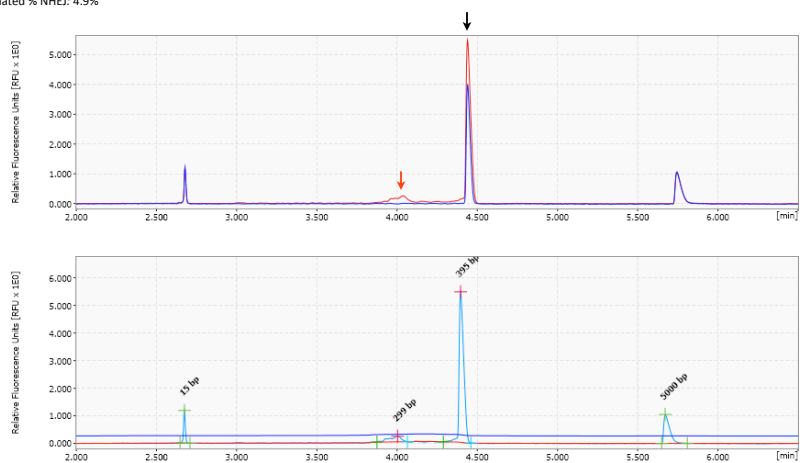 % NHEJ: 4.9%
Relative Fluorescence Units [RFU x 1E0]
5.000
4.000
3.000
2.000
1.000
0.000
2.000 2.500 3.000 3.500 4.000 4.500 5.000 5.500 6.000 [min]
Relative Fluorescence Units [RFU x 1E0]
6.000
5.000
4.000
3.000
2.000
1.000
0.000
15 bp
299 bp
395 bp
5000 bp
2.000 2.500 3.000 3.500 4.000 4.500 5.000 5.500 6.000 [min]